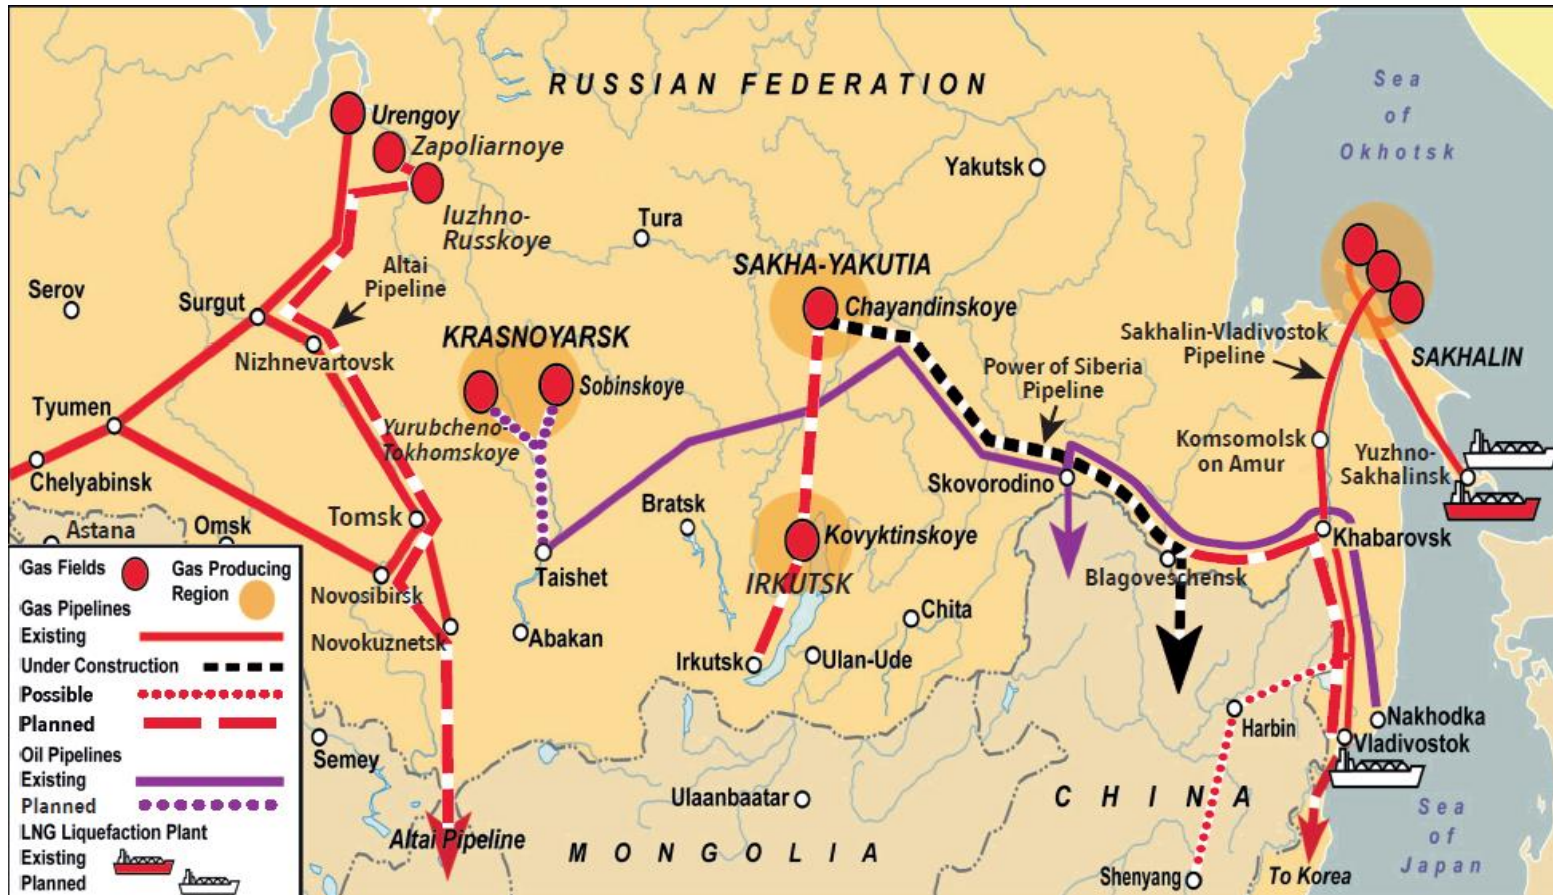 RUSSIAN FEDERATION
Sea
of
Okhotsk
Urengoy
Zapoliarnoye
Iuzhno-
Russkoye
Yakutsk
Tura
SAKHA-YAKUTIA
Chayandinskoye
Altai
Pipeline
Serov
Surgut
Nizhnevartovsk
KRASNOYARSK
Sobinskoye
Yurubcheno-
Tokhomskoye
Power of Siberia
Pipeline
Sakhalin-Vladivostok
Pipeline
SAKHALIN
Tyumen
Chelyabinsk
Komsomolsk
on Amur
Yuzhno-
Sakhalinsk
Skovorodino
Bratsk
Tomsk
Astana
Omsk
Kovyktinskoye
IRKUTSK
Khabarovsk
Taishet
Blagoveschensk
Novosibirsk
Novokuznetsk
Abakan
Chita
Irkutsk
Ulan-Ude
Semey
Harbin
Nakhodka
Vladivostok
Ulaanbaatar
CHINA
MONGOLIA
Altai Pipeline
Shenyang
To Korea
Sea
of
Japan
Gas Fields
Gas Producing
Region
Gas Pipelines
Existing
Under Construction
Possible
Planned
Oil Pipelines
Existing
Planned
LNG Liquefaction Plant
Existing
Planned